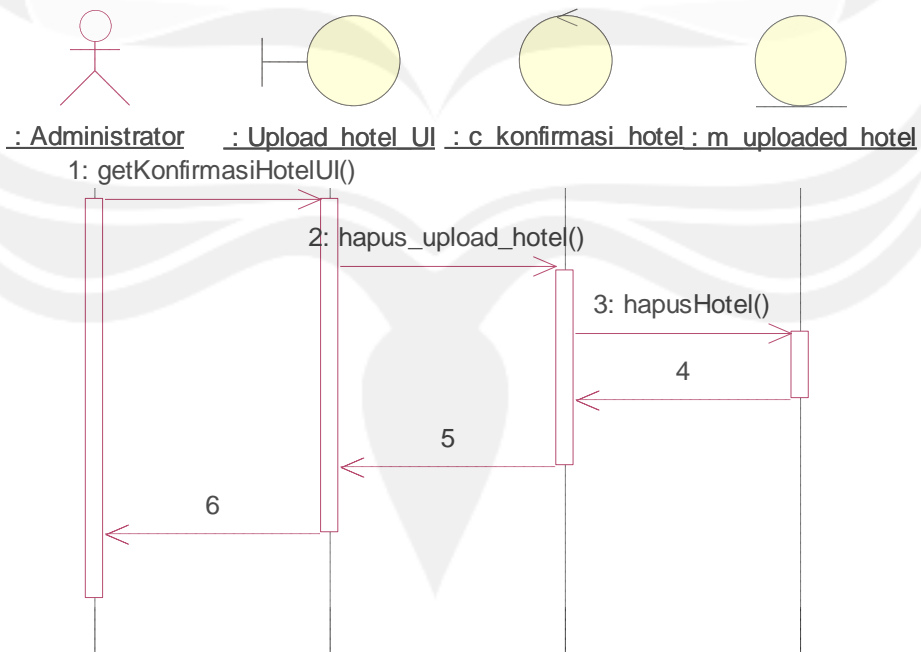 : Administrator : Upload_hotel_UI : c_konfirmasi_hotel : m_uploaded_hotel
1: getKonfirmasiHotelUI()
2: hapus_upload_hotel()
3: hapusHotel()
4
5
6